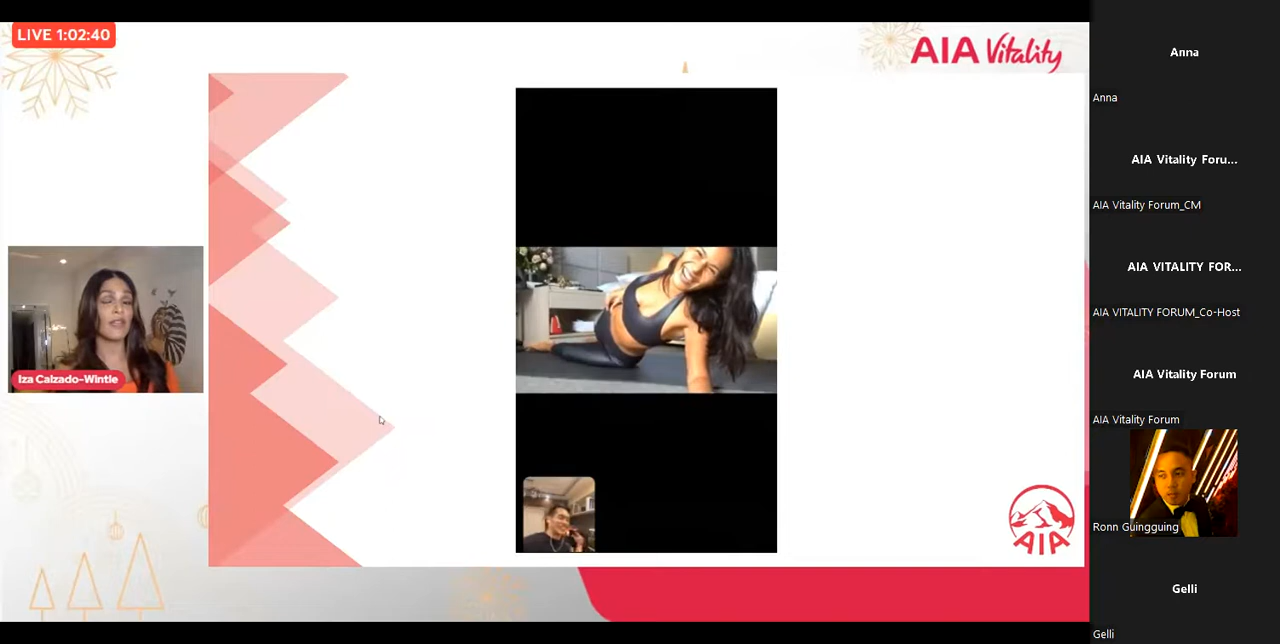 LIVE 1:02:40
AIA Vitality
Iza Calzado-Wintle
AIA
Anna
Anna
AIA Vitality Foru...
AIA Vitality Forum_CM
AIA VITALITY FOR...
AIA VITALITY FORUM_Co-Host
AIA Vitality Forum
AIA Vitality Forum
Ronn Guingguing
Gelli
Gelli